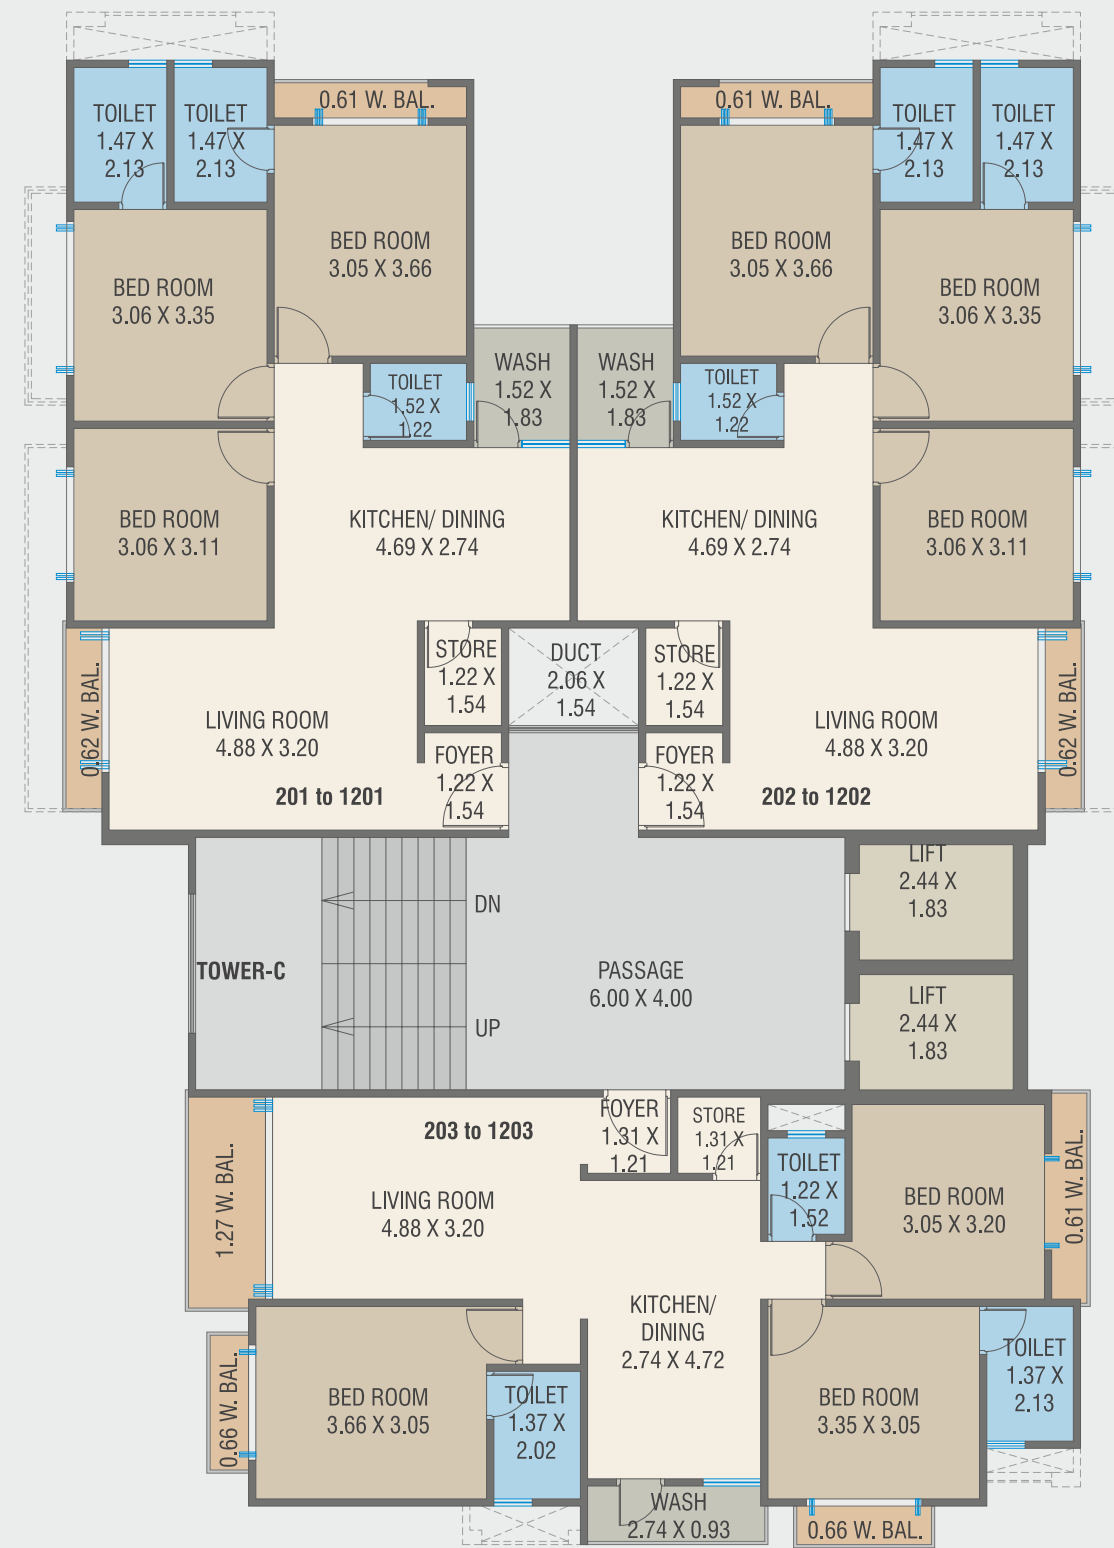 TOILET
1.47 X
2.13
TOILET
1.47 X
2.13
0.61 W. BAL.
0.61 W. BAL.
TOILET
1.47 X
2.13
TOILET
1.47 X
2.13
BED ROOM
3.05 X 3.66
BED ROOM
3.05 X 3.66
BED ROOM
3.06 X 3.35
BED ROOM
3.06 X 3.35
TOILET
1.52 X
1.22
WASH
1.52 X
1.83
WASH
1.52 X
1.83
TOILET
1.52 X
1.22
BED ROOM
3.06 X 3.11
KITCHEN/ DINING
4.69 X 2.74
KITCHEN/ DINING
4.69 X 2.74
BED ROOM
3.06 X 3.11
STORE
1.22 X
1.54
DUCT
2.06 X
1.54
STORE
1.22 X
1.54
0.62 W. BAL.
LIVING ROOM
4.88 X 3.20
LIVING ROOM
4.88 X 3.20
0.62 W. BAL.
FOYER
1.22 X
1.54
FOYER
1.22 X
1.54
201 to 1201
202 to 1202
LIFT
2.44 X
1.83
DN
TOWER-C
PASSAGE
6.00 X 4.00
LIFT
2.44 X
1.83
UP
203 to 1203
FOYER
1.31 X
1.21
STORE
1.31 X
1.21
TOILET
1.22 X
1.52
1.27 W. BAL.
LIVING ROOM
4.88 X 3.20
BED ROOM
3.05 X 3.20
0.61 W. BAL.
KITCHEN/
DINING
2.74 X 4.72
TOILET
1.37 X
2.13
0.66 W. BAL.
BED ROOM
3.66 X 3.05
TOILET
1.37 X
2.02
BED ROOM
3.35 X 3.05
WASH
2.74 X 0.93
0.66 W. BAL.